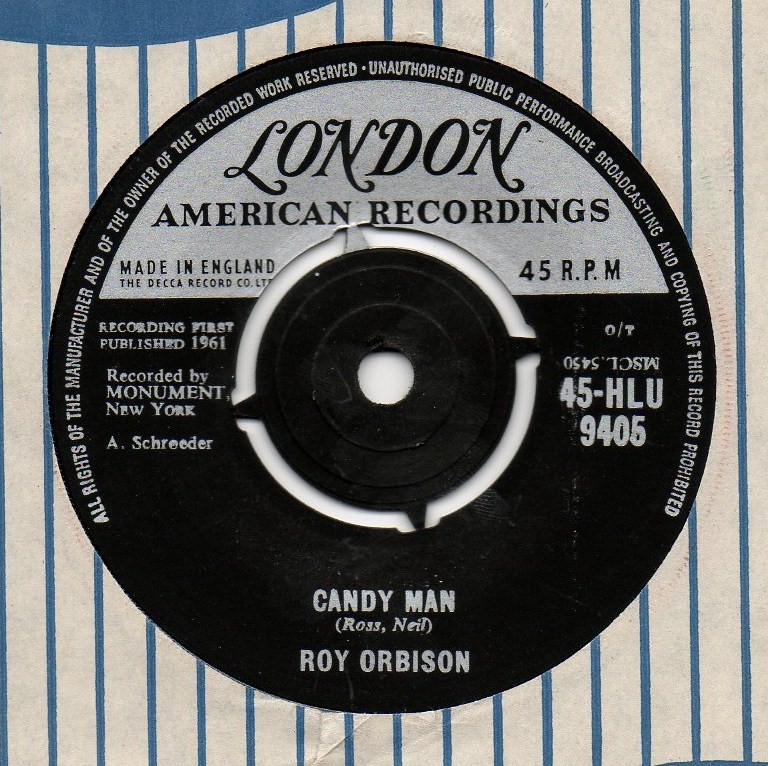 ALL RIGHTS OF THE MANUFACTURER AND OF THE OWNER OF THE RECORDED WORK RESERVED · UNAUTHORISED PUBLIC PERFORMANCE BROADCASTING AND COPYING OF THIS RECORD PROHIBITED
LONDON
AMERICAN RECORDINGS
MADE IN ENGLAND
THE DECCA RECORD CO. LTD
45 R.P.M
RECORDING FIRST
PUBLISHED 1961
Recorded by
MONUMENT,
NEW YORK
A. Schroeder
O/T
MSCL.5450
45-HLU
9405
CANDY MAN
(Ross, Neil)
ROY ORBISON